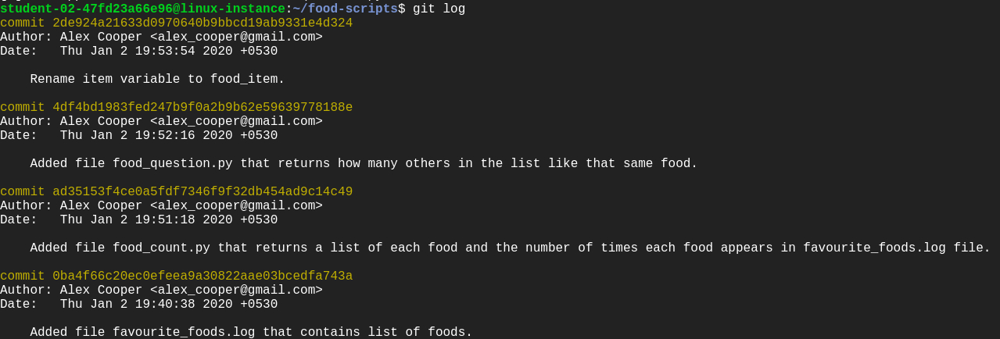 student-02-47fd23a66e96@linux-instance:~/food-scripts$ git log
commit 2de924a21633d0970640b9bbcd19ab9331e4d324
Author: Alex Cooper <alex_cooper@gmail.com>
Date:   Thu Jan 2 19:53:54 2020 +0530
    Rename item variable to food_item.
commit 4df4bd1983fed247b9f0a2b9b62e59639778188e
Author: Alex Cooper <alex_cooper@gmail.com>
Date:   Thu Jan 2 19:52:16 2020 +0530
    Added file food_question.py that returns how many others in the list like that same food.
commit ad35153f4ce0a5fdf7346f9f32db454ad9c14c49
Author: Alex Cooper <alex_cooper@gmail.com>
Date:   Thu Jan 2 19:51:18 2020 +0530
    Added file food_count.py that returns a list of each food and the number of times each food appears in favourite_foods.log file.
commit 0ba4f66c20ec0efeea9a30822aae03bcedfa743a
Author: Alex Cooper <alex_cooper@gmail.com>
Date:   Thu Jan 2 19:40:38 2020 +0530
    Added file favourite_foods.log that contains list of foods.